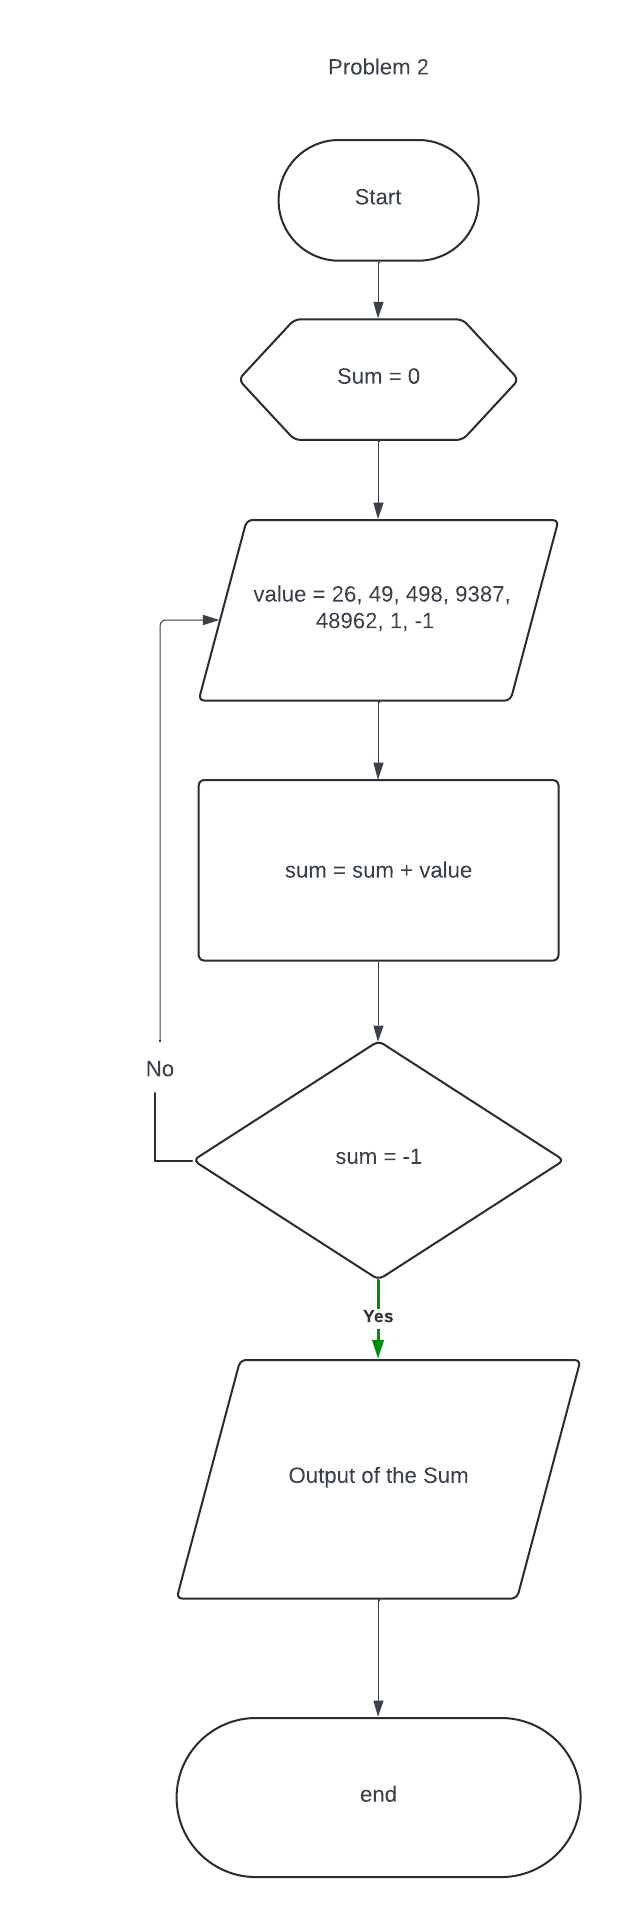 Problem 2
Start
Sum = 0
value = 26, 49, 498, 9387,
48962, 1, -1
sum = sum + value
No
sum = -1
Yes
Output of the Sum
end